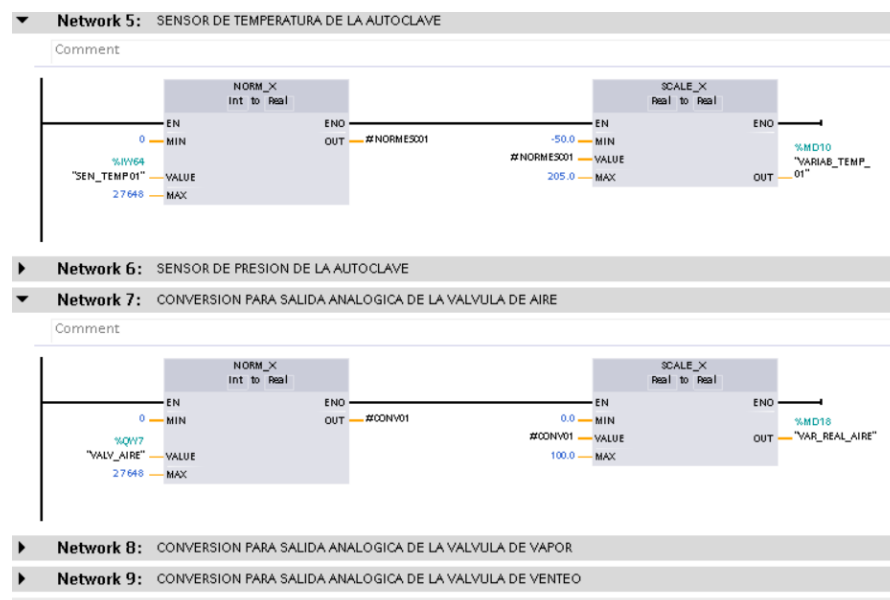 Network 5: SENSOR DE TEMPERATURA DE LA AUTOCLAVE
Comment
NORM_X
Int to Real
EN ENO
0 MIN OUT #NORMES001
%IW64
"SEN_TEMP01" VALUE
27648 MAX
SCALE_X
Real to Real
EN ENO
-50.0 MIN
#NORMES001 VALUE
205.0 MAX OUT
%MD10
"VARIAB_TEMP_
01"
Network 6: SENSOR DE PRESION DE LA AUTOCLAVE
Network 7: CONVERSION PARA SALIDA ANALOGICA DE LA VALVULA DE AIRE
Comment
NORM_X
Int to Real
EN ENO
0 MIN OUT #CONV01
%QW7
"VALV_AIRE" VALUE
27648 MAX
SCALE_X
Real to Real
EN ENO
0.0 MIN
%MD18
#CONV01 VALUE OUT "VAR_REAL_AIRE"
100.0 MAX
Network 8: CONVERSION PARA SALIDA ANALOGICA DE LA VALVULA DE VAPOR
Network 9: CONVERSION PARA SALIDA ANALOGICA DE LA VALVULA DE VENTEO